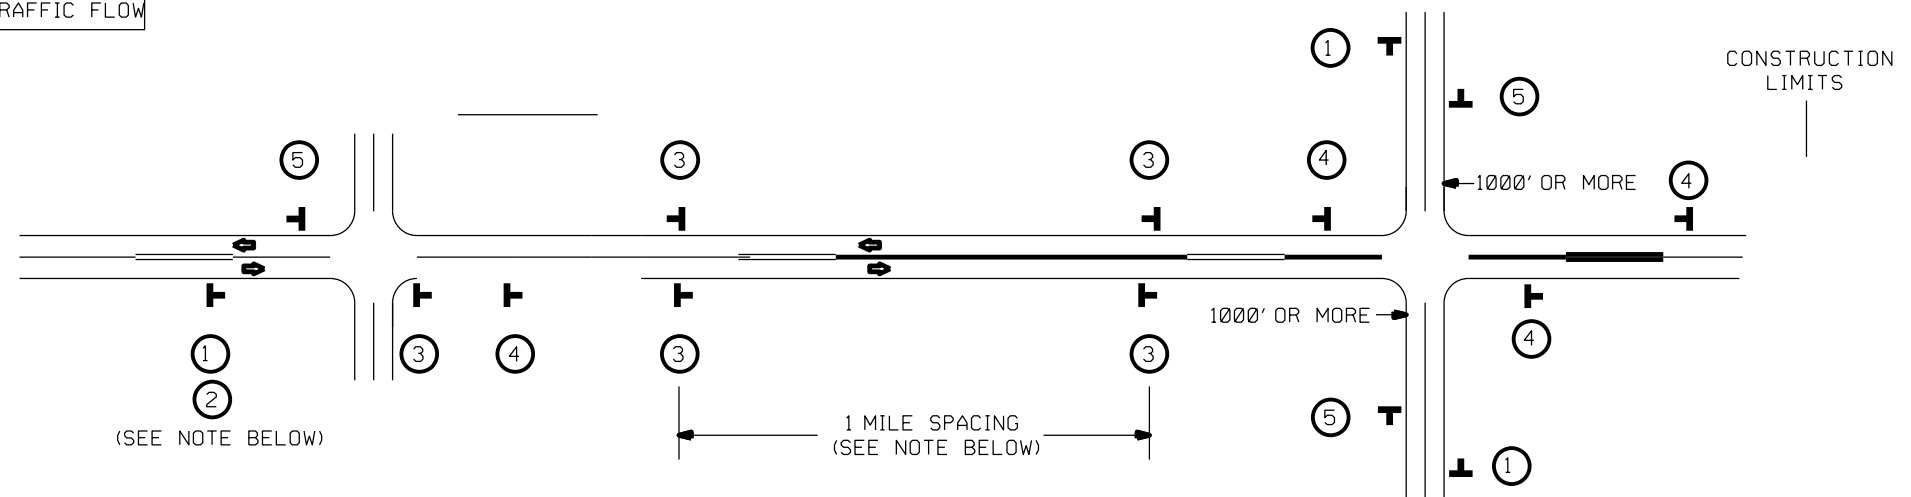 RAFFIC FLOW
1
CONSTRUCTION
LIMITS
5
5
3
3
4
1000' OR MORE
4
1000' OR MORE
1
3
4
3
3
4
2
(SEE NOTE BELOW)
1 MILE SPACING
(SEE NOTE BELOW)
5
1